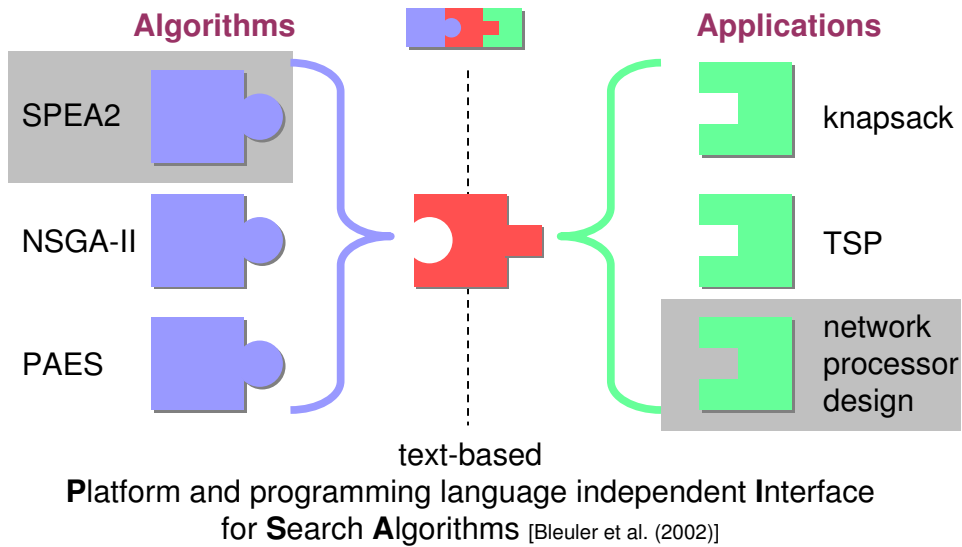 Algorithms
Applications
SPEA2
knapsack
NSGA-II
TSP
PAES
network
processor
design
text-based
Platform and programming language independent Interface
for Search Algorithms [Bleuler et al. (2002)]